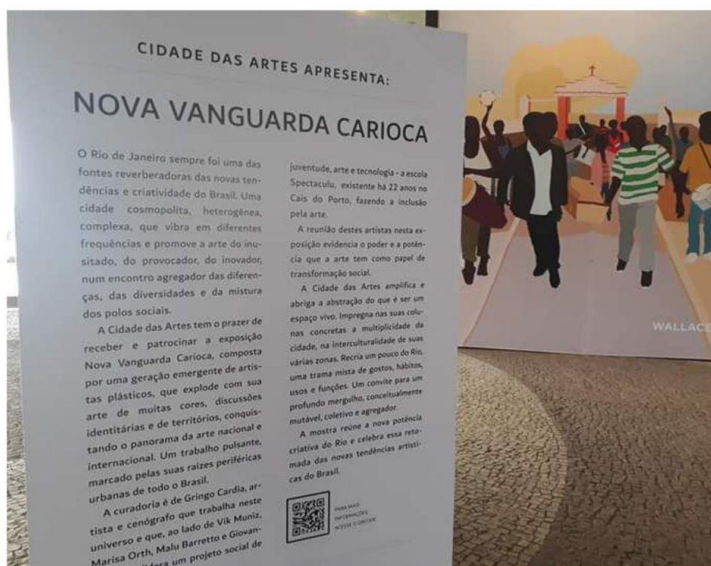 CIDADE DAS ARTES APRESENTA:
NOVA VANGUARDA CARIOCA
O Rio de Janeiro sempre foi uma das
fontes reverberadoras das novas ten-
dências e criatividade do Brasil. Uma
cidade cosmopolita, heterogênea,
complexa, que vibra em diferentes
frequências e promove a arte do inu-
sitado, do provocador, do inovador,
num encontro agregador das diferen-
ças, das diversidades e da mistura
dos polos sociais.
A Cidade das Artes tem o prazer de
receber e patrocinar a exposição
Nova Vanguarda Carioca, composta
por uma geração emergente de artis-
tas plásticos, que explode com sua
arte de muitas cores, discussões
identitárias e de territórios, conquis-
tando o panorama da arte nacional e
internacional. Um trabalho pulsante,
marcado pelas suas raízes periféricas
urbanas de todo o Brasil.
A curadoria é de Gringo Cardia, ar-
tista e cenógrafo que trabalha neste
universo e que, ao lado de Vik Muniz,
Marisa Orth, Malu Barretto e Giovan-
um projeto social de
juventude, arte e tecnologia - a escola
Spectaculu, existente há 22 anos no
Cais do Porto, fazendo a inclusão
pela arte.
A reunião destes artistas nesta ex-
posição evidencia o poder e a potên-
cia que a arte tem como papel de
transformação social.
A Cidade das Artes amplifica e
abriga a abstração do que é ser um
espaço vivo. Impregna nas suas colu-
nas concretas a multiplicidade da
cidade, na interculturalidade de suas
várias zonas. Recria um pouco do Rio,
uma trama mista de gostos, hábitos,
usos e funções. Um convite para um
profundo mergulho, conceitualmente
mutável, coletivo e agregador.
A mostra reúne a nova potência
criativa do Rio e celebra essa reto-
mada das novas tendências artísti-
cas do Brasil.
PARA MAIS
INFORMAÇÕES
ACESSE O QRCODE
WALLACE